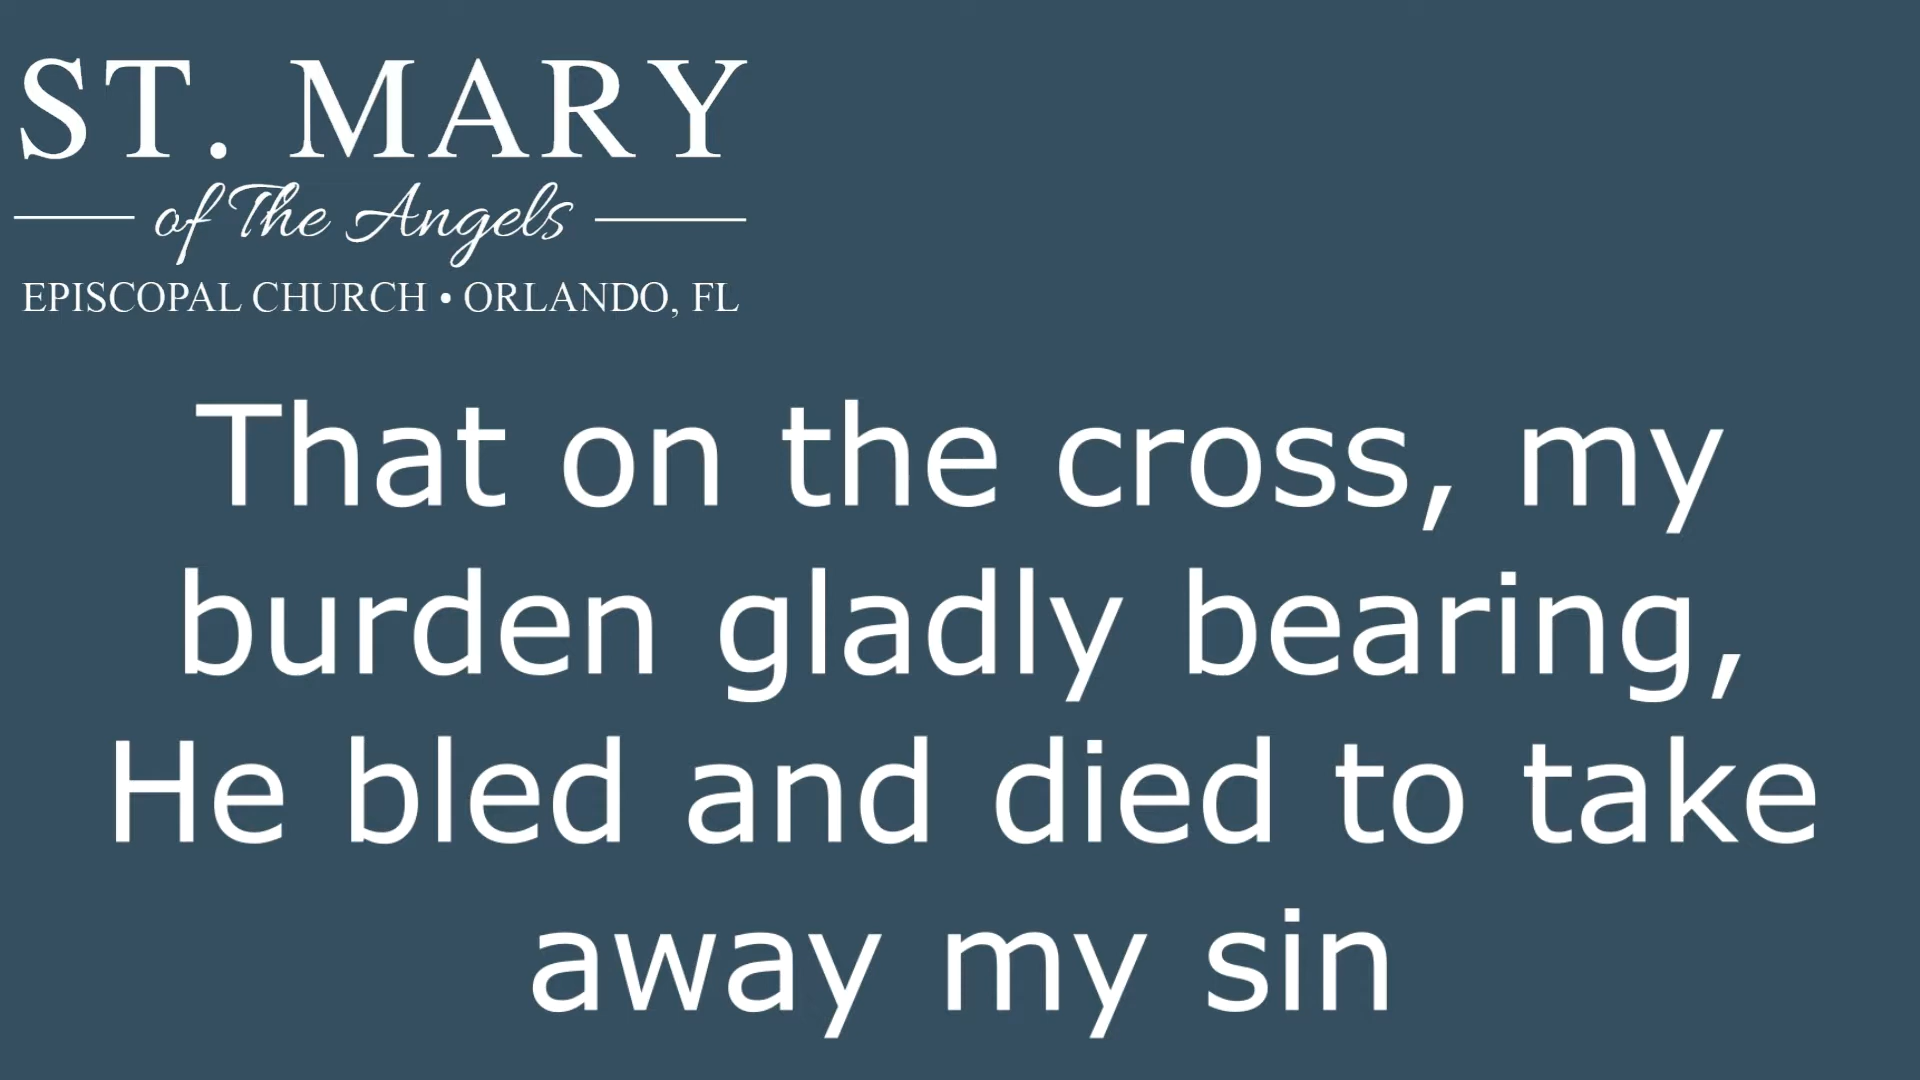 ST. MARY
of The Angels
EPISCOPAL CHURCH • ORLANDO, FL
That on the cross, my
burden gladly bearing,
He bled and died to take
away my sin